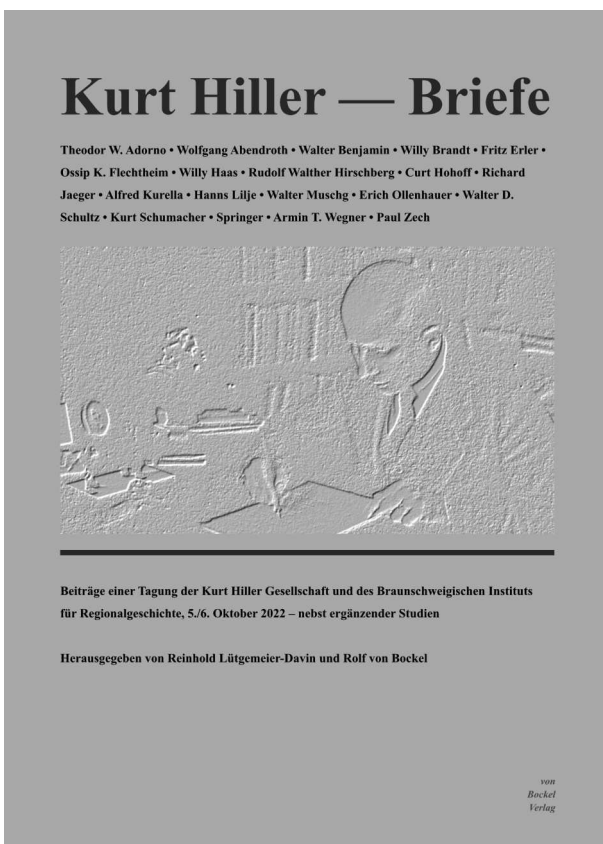 Kurt Hiller — Briefe
Theodor W. Adorno • Wolfgang Abendroth • Walter Benjamin • Willy Brandt • Fritz Erler •
Ossip K. Flechtheim • Willy Haas • Rudolf Walther Hirschberg • Curt Hohoff • Richard
Jaeger • Alfred Kurella • Hanns Lilje • Walter Muschg • Erich Ollenhauer • Walter D.
Schultz • Kurt Schumacher • Springer • Armin T. Wegner • Paul Zech
Beiträge einer Tagung der Kurt Hiller Gesellschaft und des Braunschweigischen Instituts
für Regionalgeschichte, 5./6. Oktober 2022 – nebst ergänzender Studien
Herausgegeben von Reinhold Lütgemeier-Davin und Rolf von Bockel
von
Bockel
Verlag